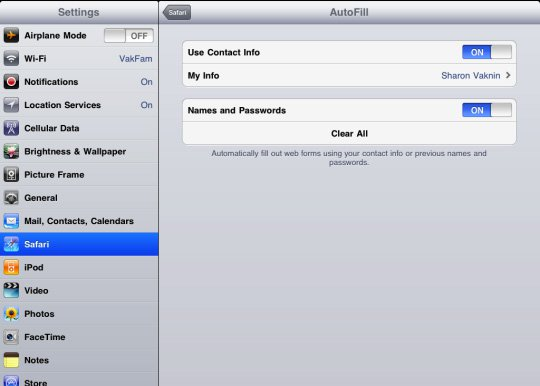 Settings
Airplane Mode OFF
Wi-Fi VakFam
Notifications On
Location Services On
Cellular Data
Brightness & Wallpaper
Picture Frame
General
Mail, Contacts, Calendars
Safari
iPod
Video
Photos
FaceTime
Notes
Store
Safari
AutoFill
Use Contact Info ON
My Info Sharon Vaknin
Names and Passwords ON
Clear All
Automatically fill out web forms using your contact info or previous names and
passwords.